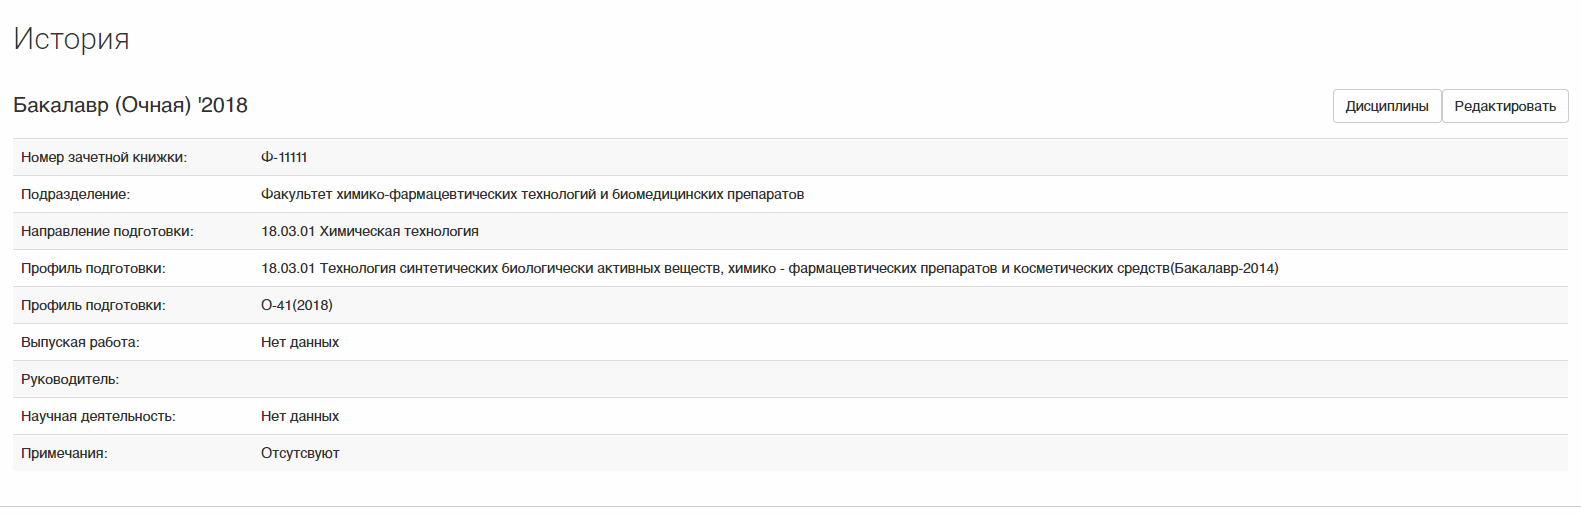 История
Бакалавр (Очная) '2018
Дисциплины Редактировать
Номер зачетной книжки: Ф-11111
Подразделение: Факультет химико-фармацевтических технологий и биомедицинских препаратов
Направление подготовки: 18.03.01 Химическая технология
Профиль подготовки: 18.03.01 Технология синтетических биологически активных веществ, химико - фармацевтических препаратов и косметических средств(Бакалавр-2014)
Профиль подготовки: О-41(2018)
Выпуская работа: Нет данных
Руководитель:
Научная деятельность: Нет данных
Примечания: Отсутсвуют